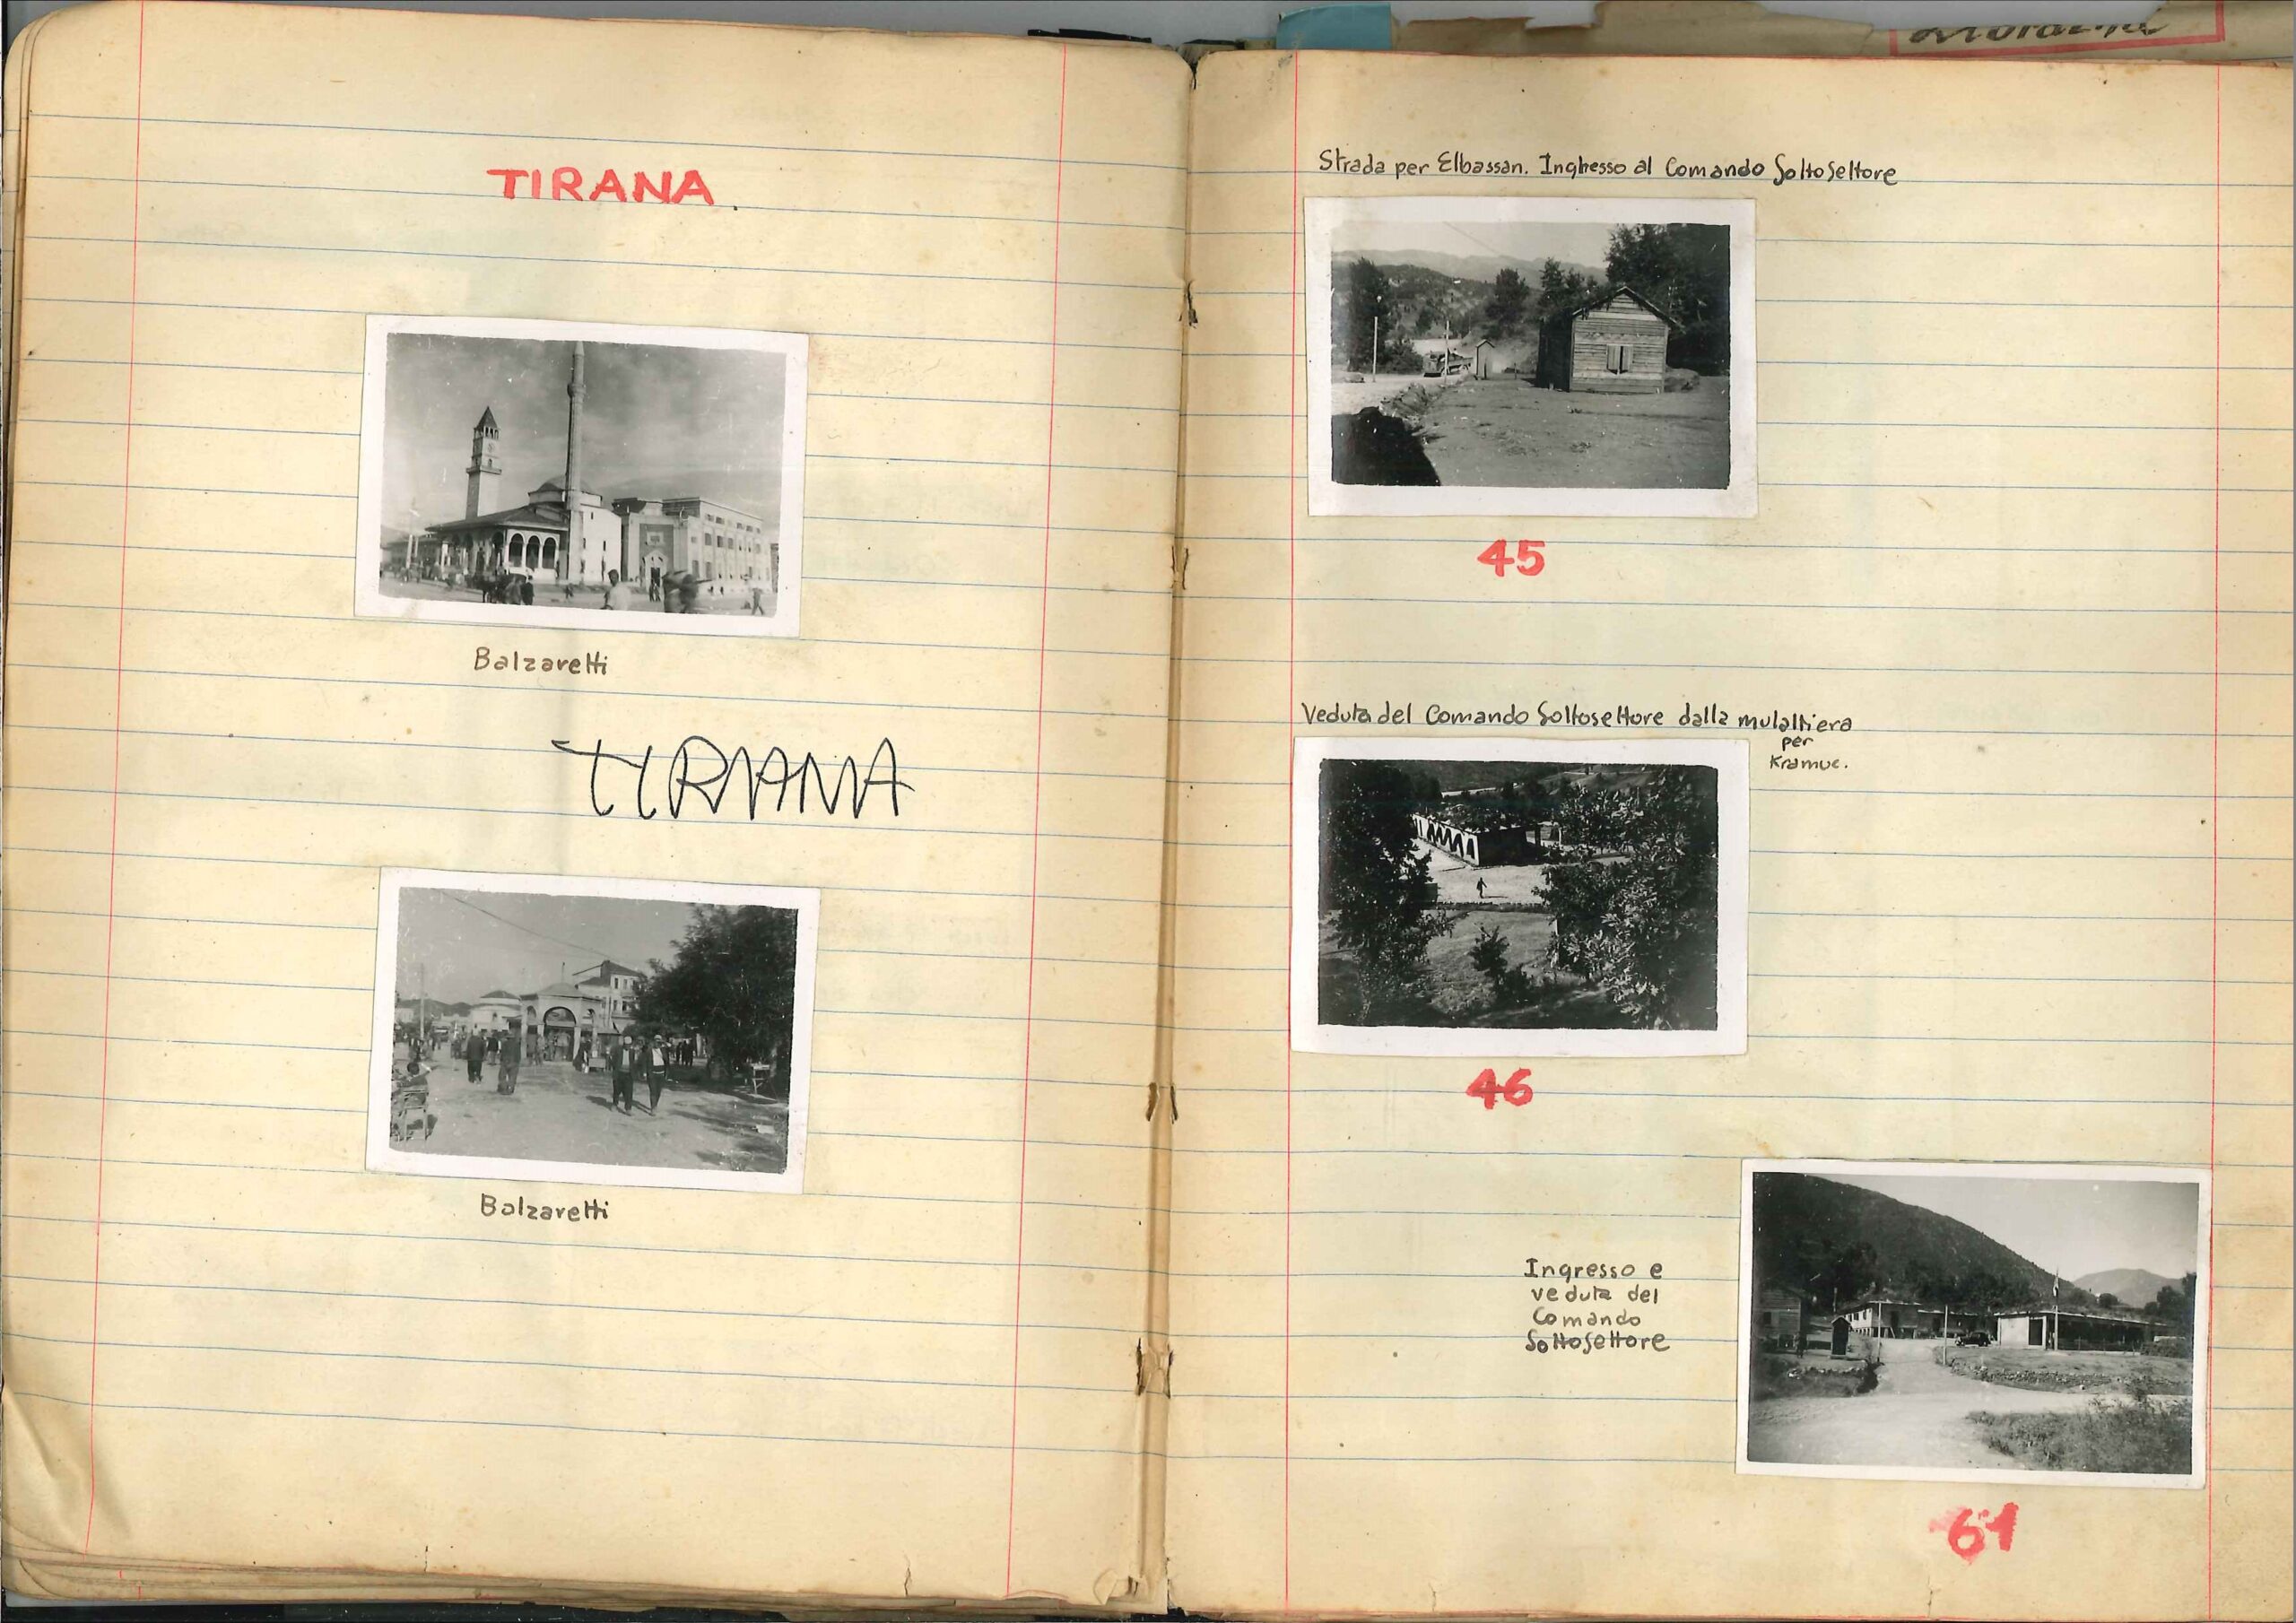 TIRANA
Balzaretti
TIRANA
Balzaretti
Strada per Elbassan. Inghesso al Comando Sottosettore
45
Veduta del Comando Sottosettore dalla mulattiera
per
Kramue.
46
Ingresso e
veduta del
Comando
Sottosettore
61